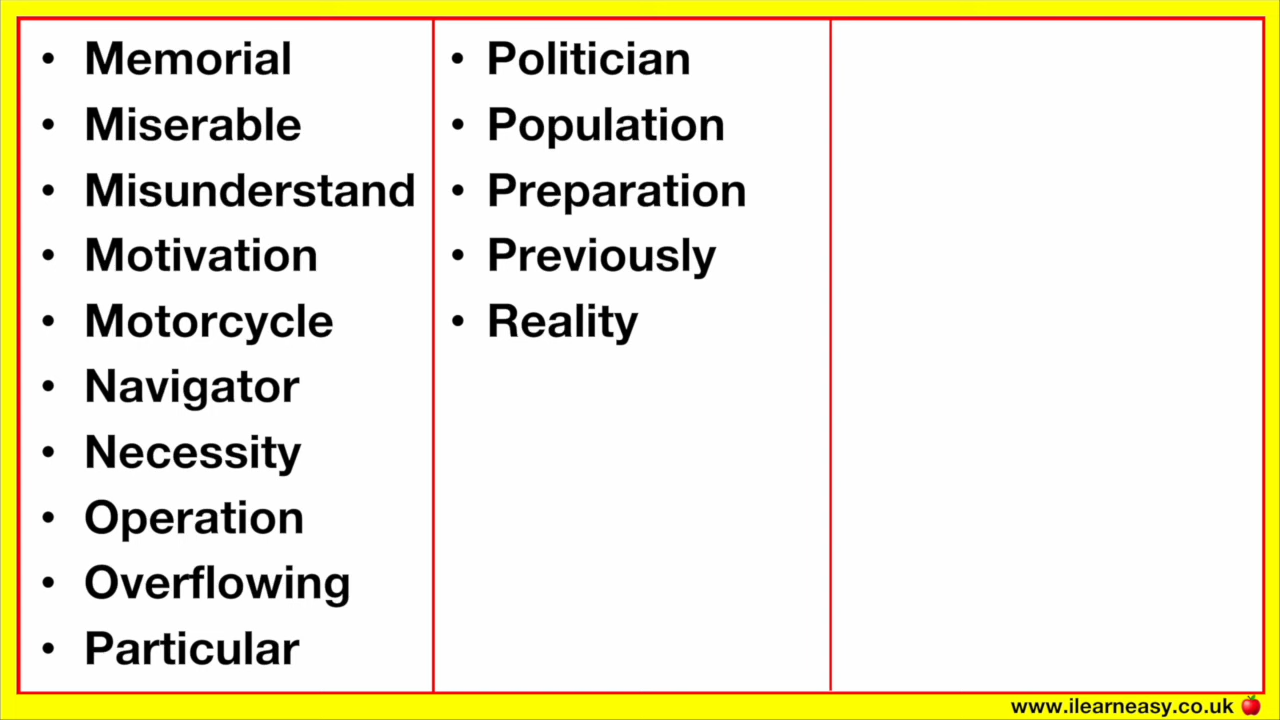 • Memorial
• Miserable
• Misunderstand
• Motivation
• Motorcycle
• Navigator
• Necessity
• Operation
• Overflowing
• Particular
• Politician
• Population
• Preparation
• Previously
• Reality
www.ilearneasy.co.uk